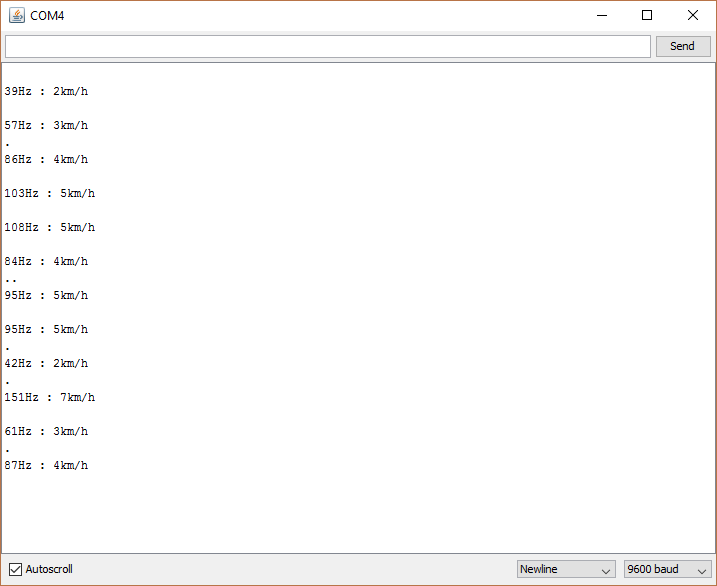 COM4
Send
39Hz : 2km/h
57Hz : 3km/h
.
86Hz : 4km/h
103Hz : 5km/h
108Hz : 5km/h
84Hz : 4km/h
..
95Hz : 5km/h
95Hz : 5km/h
.
42Hz : 2km/h
.
151Hz : 7km/h
61Hz : 3km/h
.
87Hz : 4km/h
Autoscroll
Newline
9600 baud